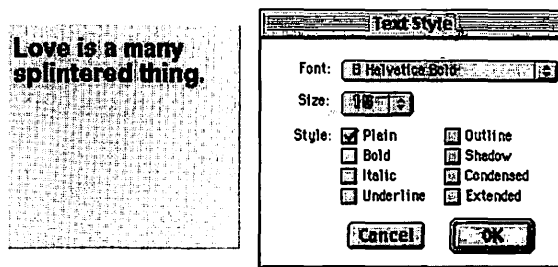 Love is a many
splintered thing.
Text Style
Font: B Helvetica Bold
Size: 18
Style: Plain
Outline
Bold
Shadow
Italic
Condensed
Underline
Extended
Cancel
OK